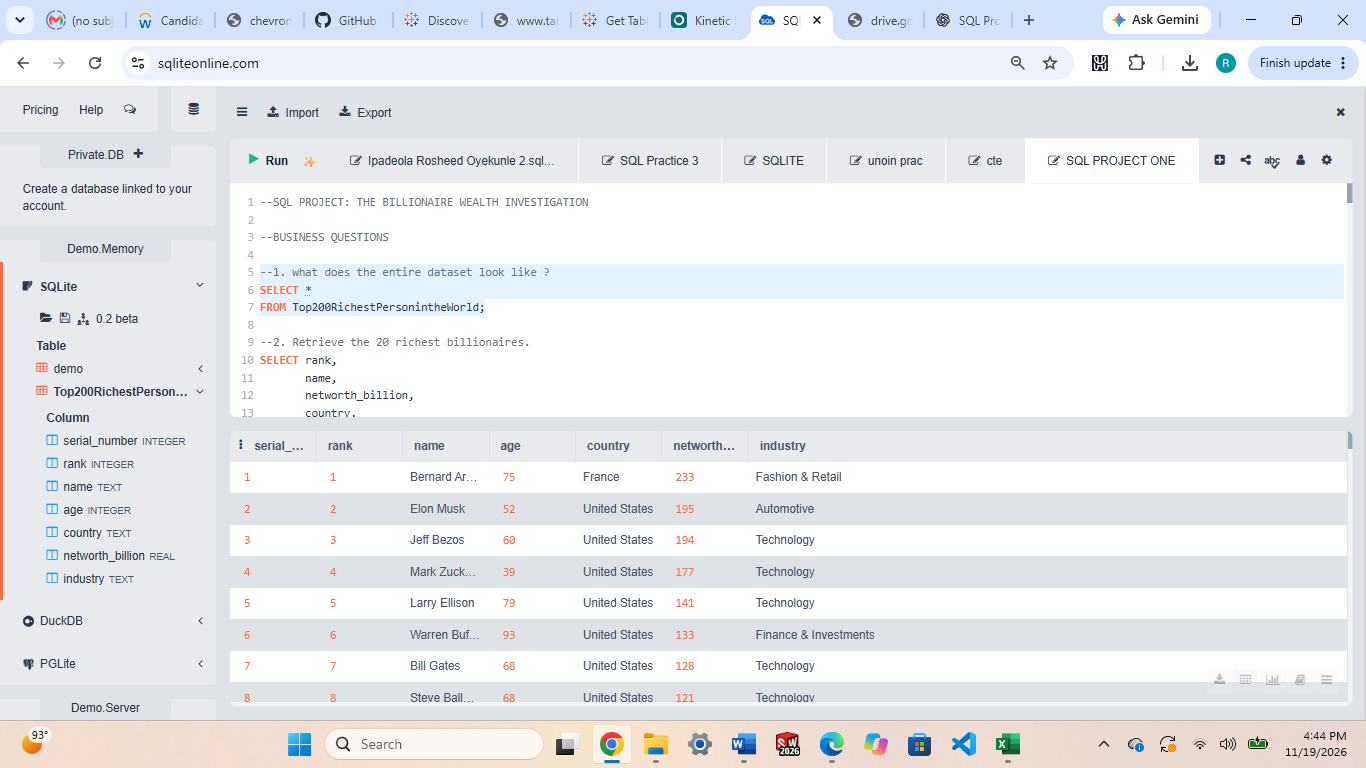 (no sub
Candida
chevron
GitHub
Discove
www.ta
Get Tab
Kinetic
SQL
SQL
drive.go
SQL Pro
Ask Gemini
sqliteonline.com
R
Finish update
Pricing
Help
Import
Export
Private.DB
Create a database linked to your
account.
Demo.Memory
SQLite
0.2 beta
Table
demo
Top200RichestPerson...
Column
serial_number INTEGER
rank INTEGER
name TEXT
age INTEGER
country TEXT
networth_billion REAL
industry TEXT
DuckDB
PGLite
Demo.Server
Run
Ipadeola Rosheed Oyekunle 2.sql...
SQL Practice 3
SQLITE
unoin prac
cte
SQL PROJECT ONE
abc
1 --SQL PROJECT: THE BILLIONAIRE WEALTH INVESTIGATION
2
3 --BUSINESS QUESTIONS
4
5 --1. what does the entire dataset look like ?
6 SELECT *
7 FROM Top200RichestPersonintheWorld;
8
9 --2. Retrieve the 20 richest billionaires.
10 SELECT rank,
11 name,
12 networth_billion,
13 country,
serial_... rank name age country networth... industry
1 1 Bernard Ar... 75 France 233 Fashion & Retail
2 2 Elon Musk 52 United States 195 Automotive
3 3 Jeff Bezos 60 United States 194 Technology
4 4 Mark Zuck... 39 United States 177 Technology
5 5 Larry Ellison 79 United States 141 Technology
6 6 Warren Buf... 93 United States 133 Finance & Investments
7 7 Bill Gates 68 United States 128 Technology
8 8 Steve Ball... 68 United States 121 Technology
93°
Search
SW
2026
4:44 PM
11/19/2026